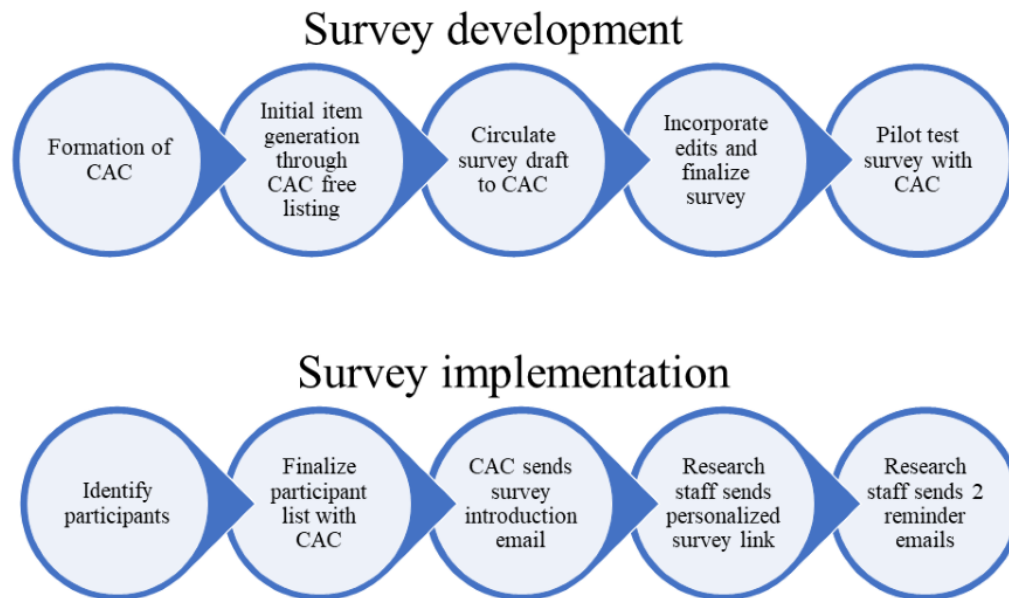 Survey development
Formation of
CAC
Initial item
generation
through
CAC free
listing
Circulate
survey draft
to CAC
Incorporate
edits and
finalize
survey
Pilot test
survey with
CAC
Survey implementation
Identify
participants
Finalize
participant
list with
CAC
CAC sends
survey
introduction
email
Research
staff sends
personalized
survey link
Research
staff sends 2
reminder
emails